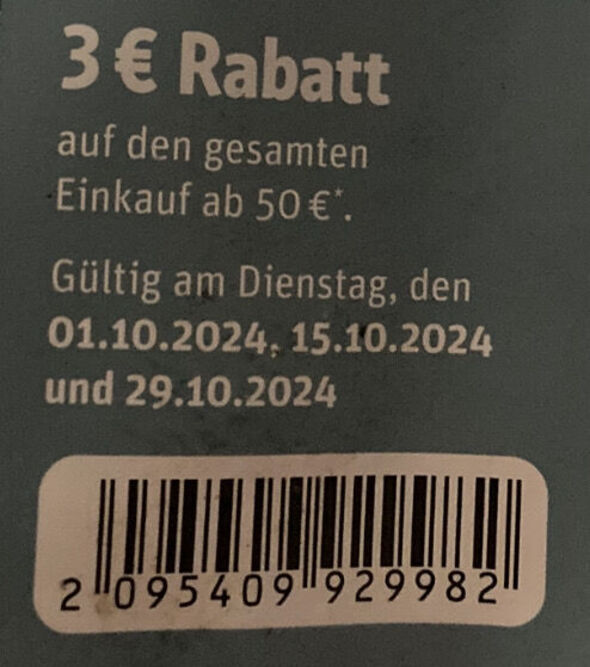 3 € Rabatt
auf den gesamten
Einkauf ab 50 €*.
Gültig am Dienstag, den
01.10.2024, 15.10.2024
und 29.10.2024
2 095409 929982